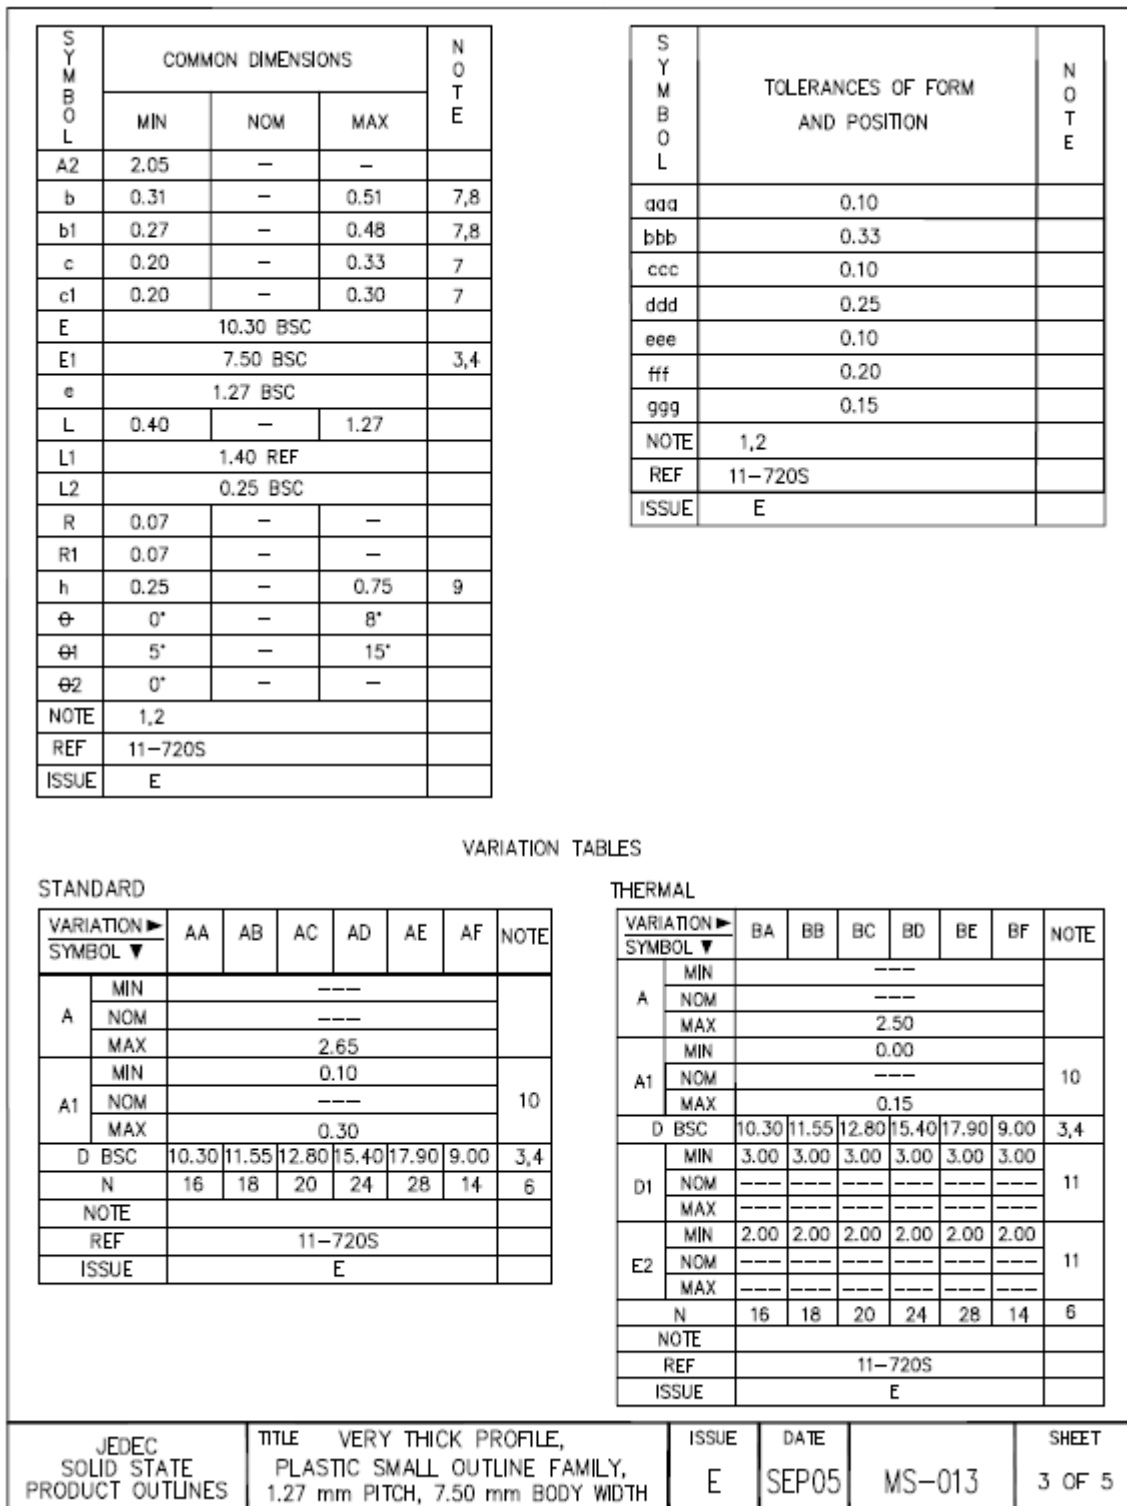 SYMBOL COMMON DIMENSIONS NOTE
MIN NOM MAX
A2 2.05 — —
b 0.31 — 0.51 7,8
b1 0.27 — 0.48 7,8
c 0.20 — 0.33 7
c1 0.20 — 0.30 7
E 10.30 BSC
E1 7.50 BSC 3,4
e 1.27 BSC
L 0.40 — 1.27
L1 1.40 REF
L2 0.25 BSC
R 0.07 — —
R1 0.07 — —
h 0.25 — 0.75 9
θ 0° — 8°
θ1 5° — 15°
θ2 0° — —
NOTE 1,2
REF 11-720S
ISSUE E
SYMBOL TOLERANCES OF FORM NOTE
AND POSITION
aaa 0.10
bbb 0.33
ccc 0.10
ddd 0.25
eee 0.10
fff 0.20
ggg 0.15
NOTE 1,2
REF 11-720S
ISSUE E
VARIATION TABLES
STANDARD
VARIATION ► AA AB AC AD AE AF NOTE
SYMBOL ▼
A MIN ---
NOM ---
MAX 2.65
A1 MIN 0.10 10
NOM ---
MAX 0.30
D BSC 10.30 11.55 12.80 15.40 17.90 9.00 3,4
N 16 18 20 24 28 14 6
NOTE
REF 11-720S
ISSUE E
THERMAL
VARIATION ► BA BB BC BD BE BF NOTE
SYMBOL ▼
A MIN ---
NOM ---
MAX 2.50
A1 MIN 0.00 10
NOM ---
MAX 0.15
D BSC 10.30 11.55 12.80 15.40 17.90 9.00 3,4
D1 MIN 3.00 3.00 3.00 3.00 3.00 3.00 11
NOM --- --- --- --- --- ---
MAX --- --- --- --- --- ---
E2 MIN 2.00 2.00 2.00 2.00 2.00 2.00 11
NOM --- --- --- --- --- ---
MAX --- --- --- --- --- ---
N 16 18 20 24 28 14 6
NOTE
REF 11-720S
ISSUE E
JEDEC
SOLID STATE
PRODUCT OUTLINES
TITLE VERY THICK PROFILE,
PLASTIC SMALL OUTLINE FAMILY,
1.27 mm PITCH, 7.50 mm BODY WIDTH
ISSUE
E
DATE
SEP05
MS-013
SHEET
3 OF 5